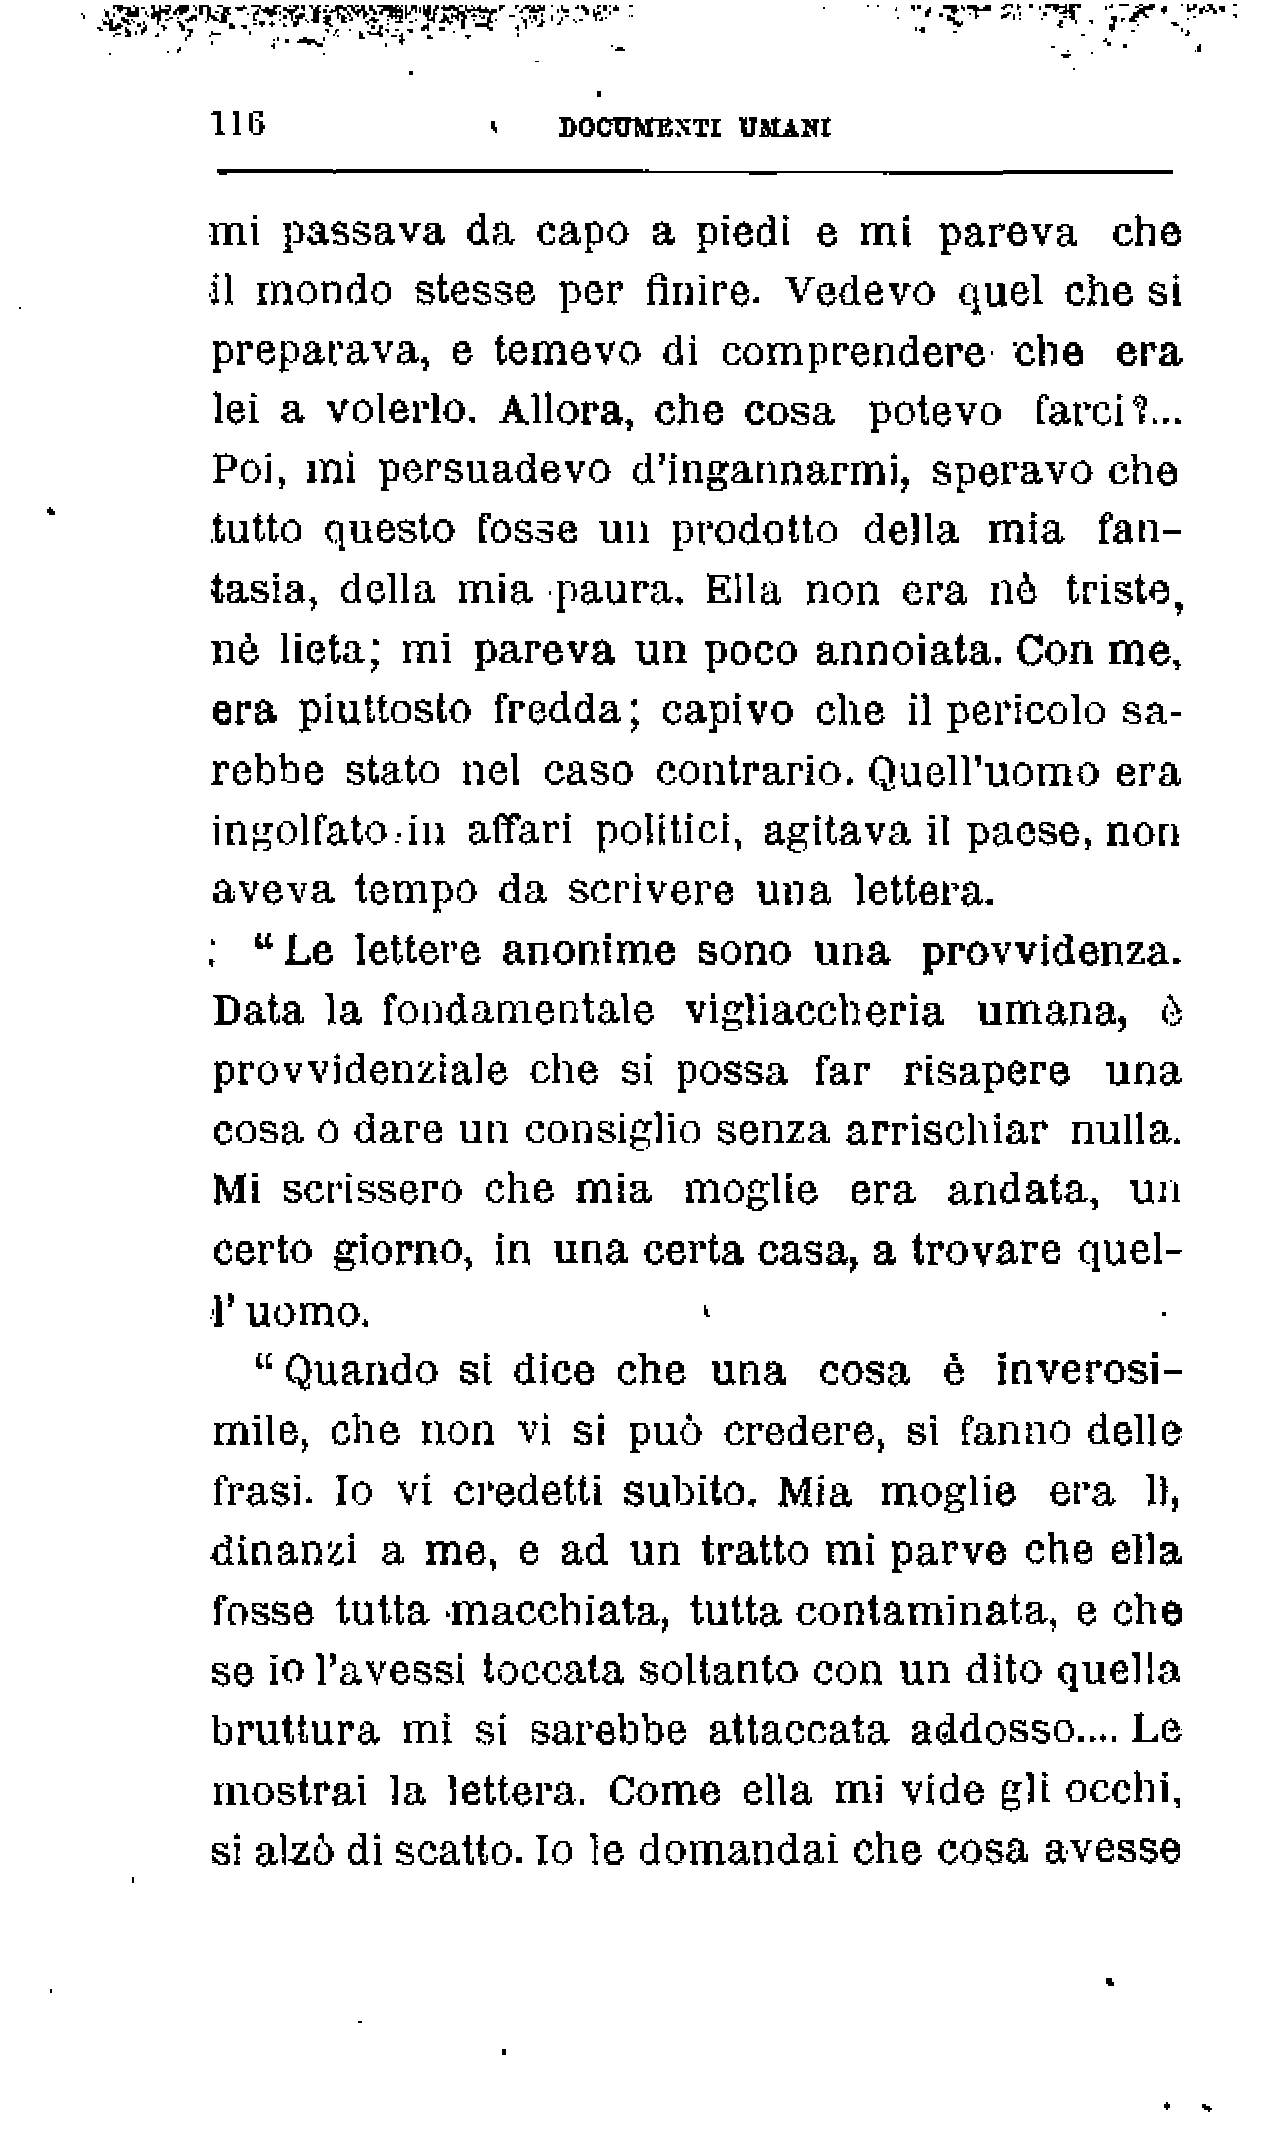 116 DOCUMENTI UMANI
mi passava da capo a piedi e mi pareva che
il mondo stesse per finire. Vedevo quel che si
preparava, e temevo di comprendere che era
lei a volerlo. Allora, che cosa potevo farci?...
Poi, mi persuadevo d'ingannarmi, speravo che
tutto questo fosse un prodotto della mia fan-
tasia, della mia paura. Ella non era nè triste,
nè lieta; mi pareva un poco annoiata. Con me,
era piuttosto fredda; capivo che il pericolo sa-
rebbe stato nel caso contrario. Quell'uomo era
ingolfato in affari politici, agitava il paese, non
aveva tempo da scrivere una lettera.
“ Le lettere anonime sono una provvidenza.
Data la fondamentale vigliaccheria umana, è
provvidenziale che si possa far risapere una
cosa o dare un consiglio senza arrischiar nulla.
Mi scrissero che mia moglie era andata, un
certo giorno, in una certa casa, a trovare quel-
l' uomo.
“ Quando si dice che una cosa è inverosi-
mile, che non vi si può credere, si fanno delle
frasi. Io vi credetti subito. Mia moglie era lì,
dinanzi a me, e ad un tratto mi parve che ella
fosse tutta macchiata, tutta contaminata, e che
se io l'avessi toccata soltanto con un dito quella
bruttura mi si sarebbe attaccata addosso.... Le
mostrai la lettera. Come ella mi vide gli occhi,
si alzò di scatto. Io le domandai che cosa avesse